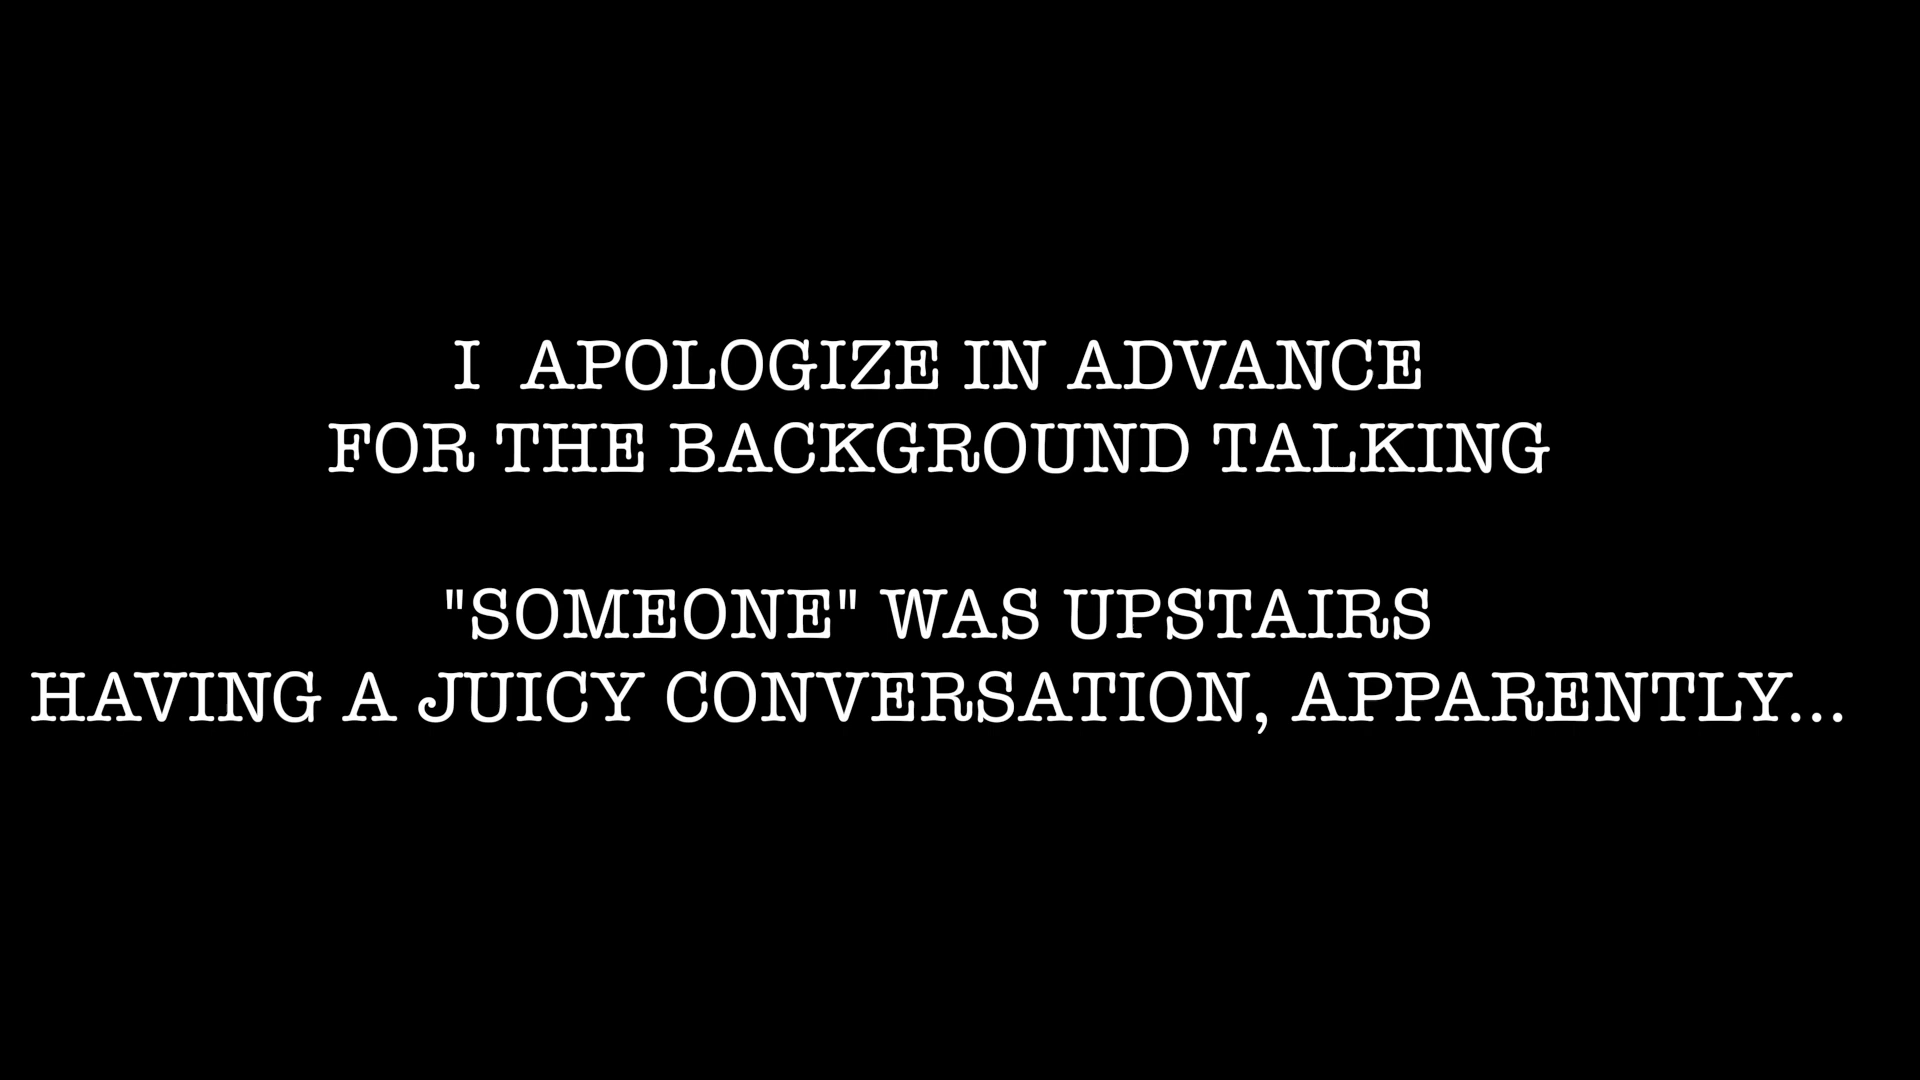 I  APOLOGIZE IN ADVANCE
FOR THE BACKGROUND TALKING
"SOMEONE" WAS UPSTAIRS
HAVING A JUICY CONVERSATION, APPARENTLY...